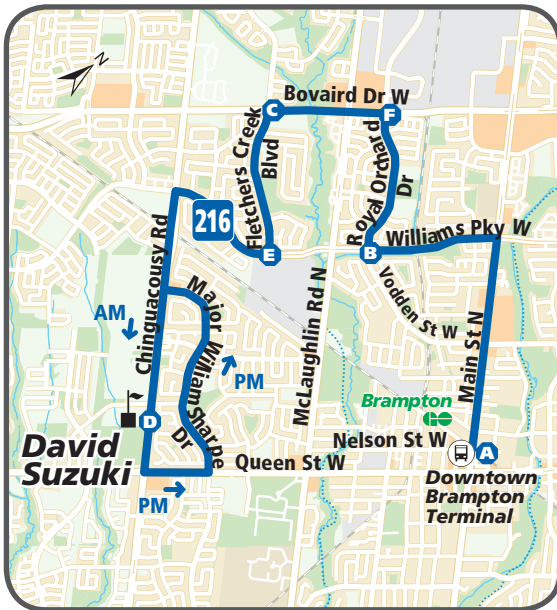 N
Bovaird Dr W
C
F
Fletchers Creek
Blvd
Royal Orchard
Dr
216
Williams Pky W
E
B
Chinguacousy Rd
Major William Sharpe
Dr
McLaughlin Rd N
Vodden St W
Main St N
AM
PM
Brampton
GO
D
Nelson St W
A
David
Suzuki
Queen St W
Downtown
Brampton
Terminal
PM